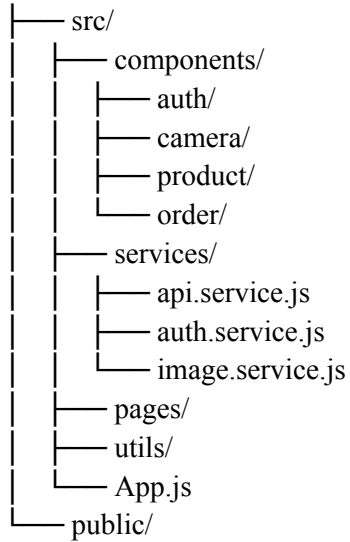 src/
components/
auth/
camera/
product/
order/
services/
api.service.js
auth.service.js
image.service.js
pages/
utils/
App.js
public/